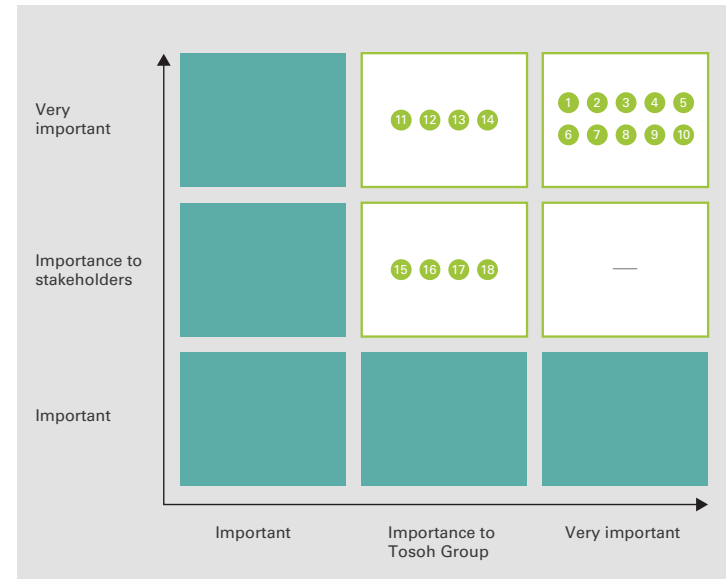 Very
important
11 12 13 14
1 2 3 4 5
6 7 8 9 10
Importance to
stakeholders
15 16 17 18
—
Important
Important
Importance to
Tosoh Group
Very important